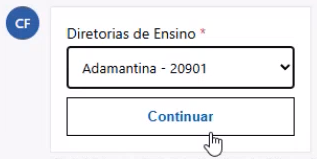 CF
Diretorias de Ensino *
Adamantina - 20901
Continuar